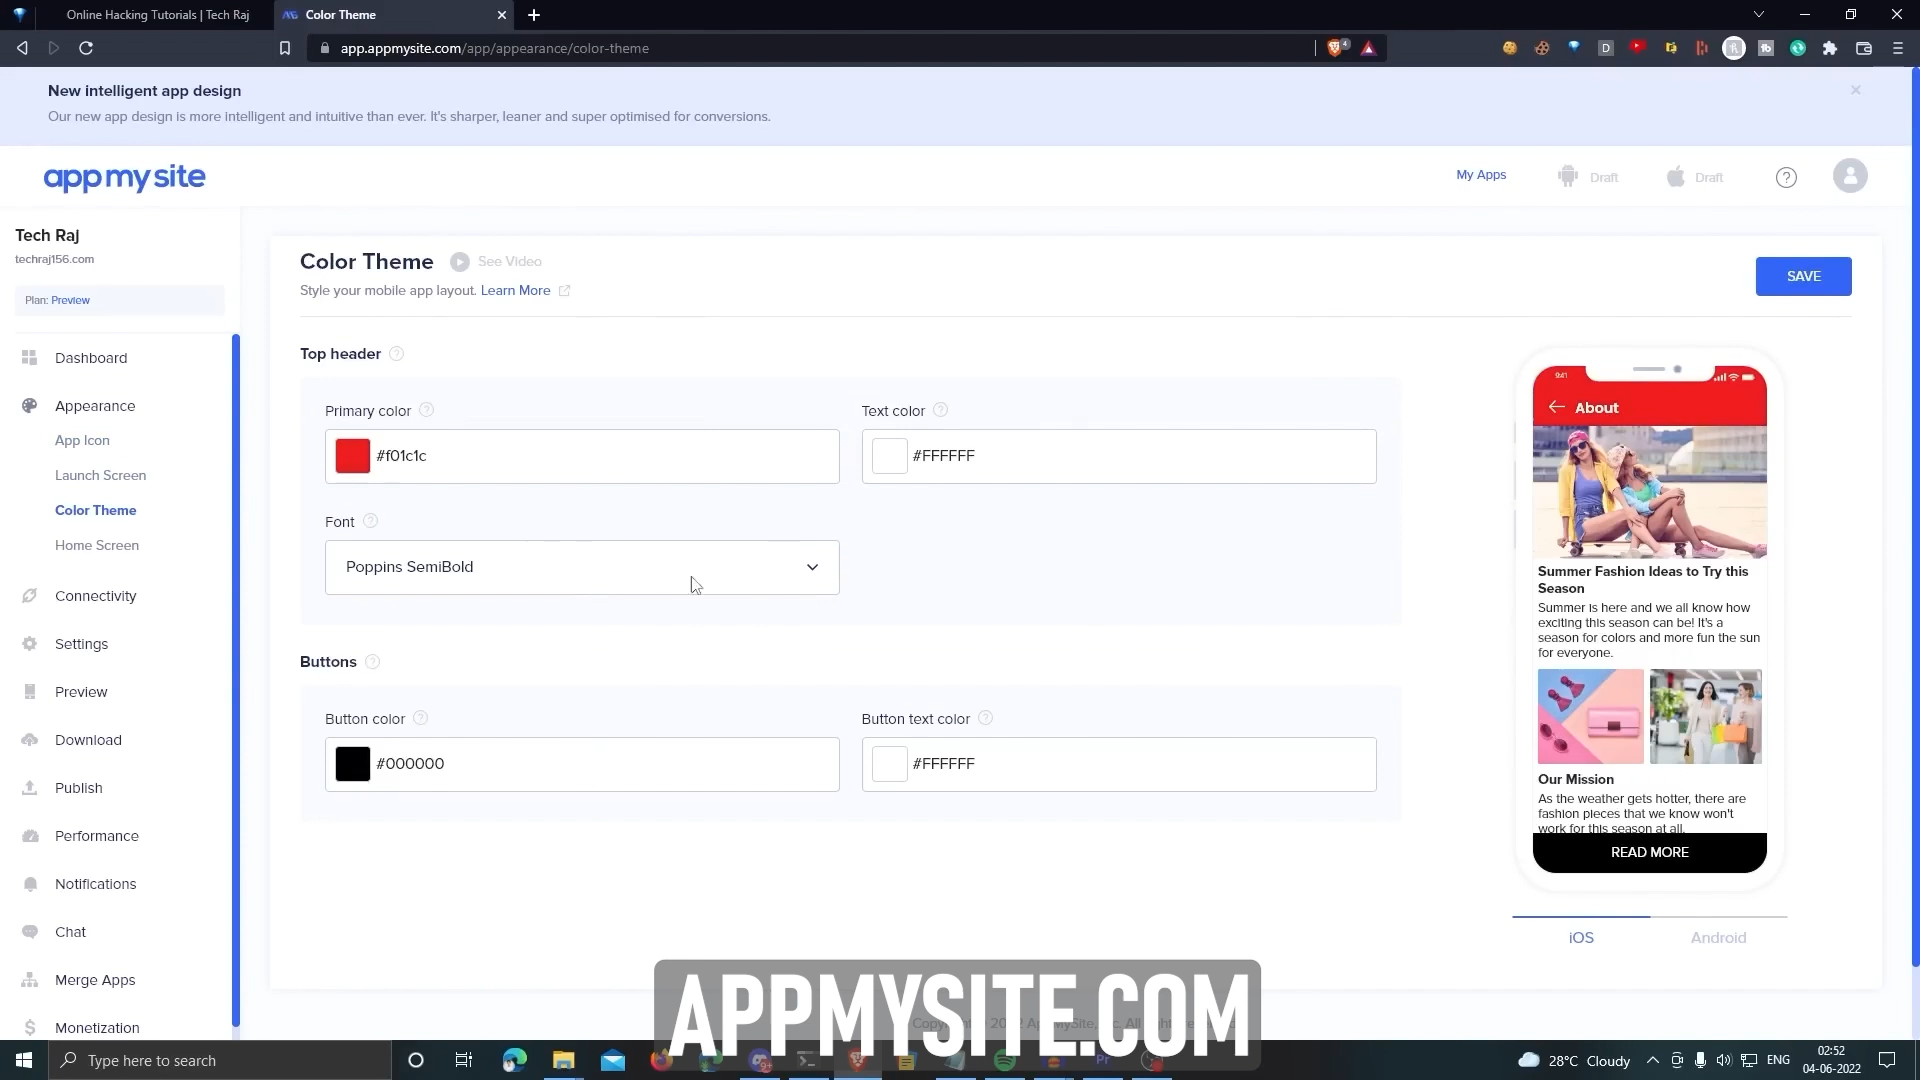 Online Hacking Tutorials | Tech Raj
Color Theme
app.appmysite.com/app/appearance/color-theme
4
D
New intelligent app design
Our new app design is more intelligent and intuitive than ever. It's sharper, leaner and super optimised for conversions.
appmysite
My Apps
Draft
Draft
Tech Raj
techraj156.com
Plan: Preview
Dashboard
Appearance
App Icon
Launch Screen
Color Theme
Home Screen
Connectivity
Settings
Preview
Download
Publish
Performance
Notifications
Chat
Merge Apps
Monetization
Color Theme
See Video
Style your mobile app layout. Learn More
SAVE
Top header
Primary color
Text color
#f01c1c
#FFFFFF
Font
Poppins SemiBold
Buttons
Button color
Button text color
#000000
#FFFFFF
9:41
About
Summer Fashion Ideas to Try this
Season
Summer is here and we all know how
exciting this season can be! It's a
season for colors and more fun the sun
for everyone.
Our Mission
As the weather gets hotter, there are
fashion pieces that we know won't
work for this season at all.
READ MORE
iOS
Android
APPMYSITE.COM
Type here to search
Pr
28°C Cloudy
ENG
02:52
04-06-2022